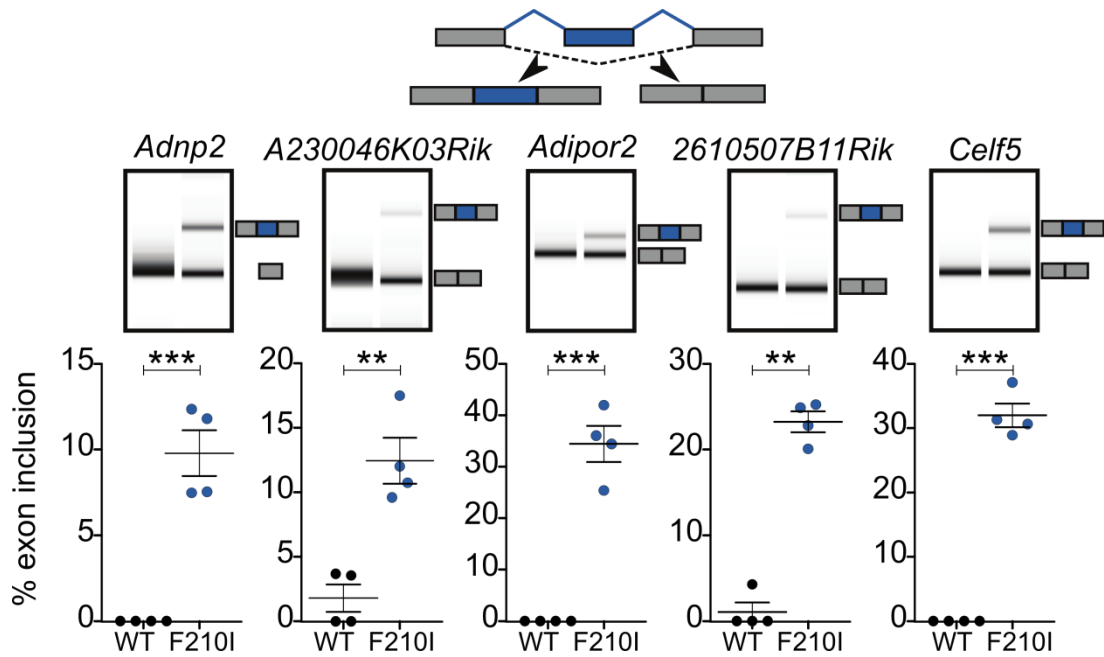 Adnp2 A230046K03Rik Adipor2 2610507B11Rik Celf5
% exon inclusion
15 10 5 0
*** 
WT F210I
20 15 10 5 0
**
WT F210I
50 40 30 20 10 0
***
WT F210I
30 20 10 0
**
WT F210I
40 30 20 10 0
***
WT F210I